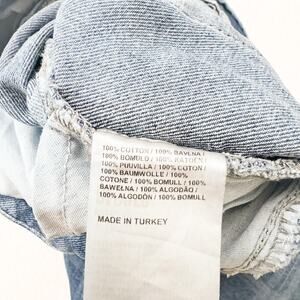 100% COTTON / 100% BAVLNA /
100% BOMULD / 100% KATOEN /
100% PUUVILLA / 100% COTON /
100% BAUMWOLLE / 100%
COTONE / 100% BOMULL / 100%
BAWEŁNA / 100% ALGODÃO /
100% ALGODÓN / 100% BOMULL
MADE IN TURKEY